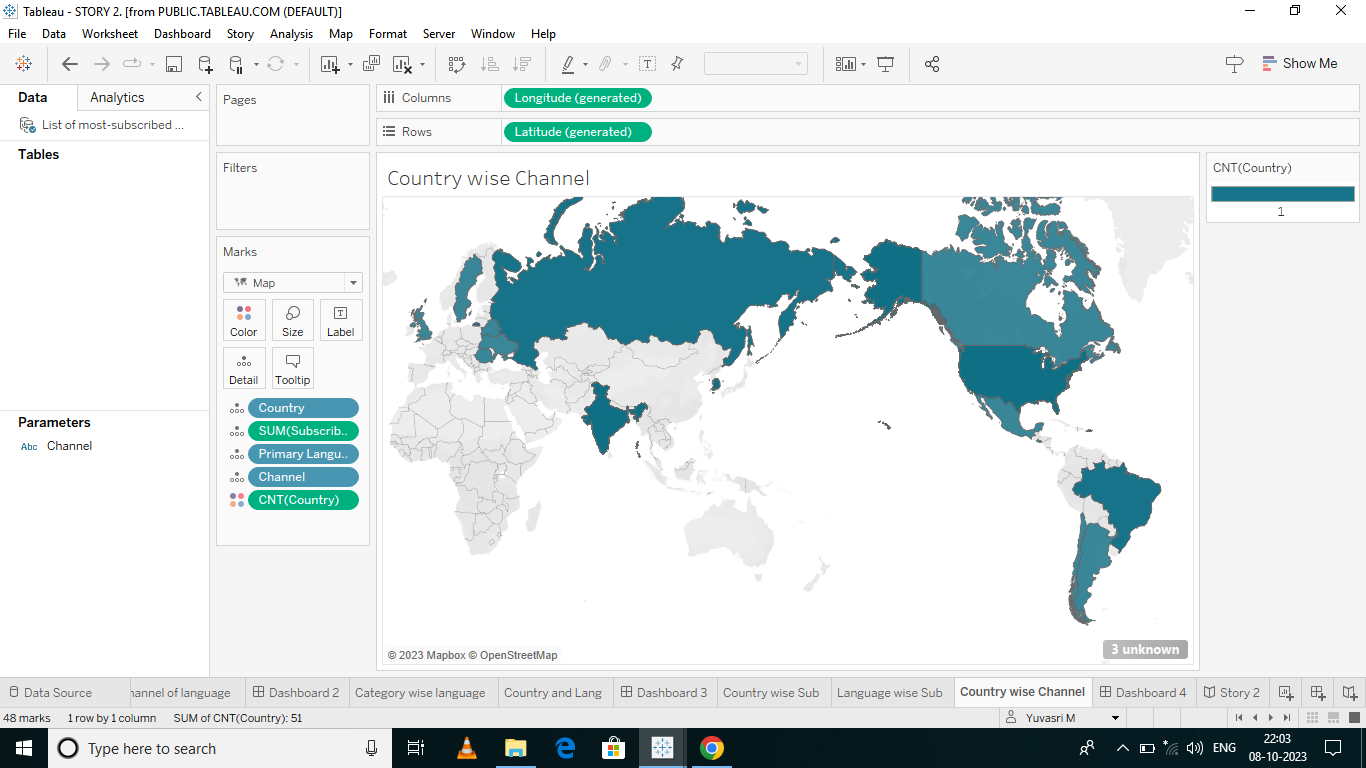 Tableau - STORY 2. [from PUBLIC.TABLEAU.COM (DEFAULT)]
File Data Worksheet Dashboard Story Analysis Map Format Server Window Help
Show Me
Data Analytics
List of most-subscribed ...
Tables
Parameters
Abc Channel
Pages
Filters
Marks
Map
Color Size Label
Detail Tooltip
Country
SUM(Subscrib..
Primary Langu..
Channel
CNT(Country)
Columns Longitude (generated)
Rows Latitude (generated)
Country wise Channel
© 2023 Mapbox © OpenStreetMap
3 unknown
CNT(Country)
1
Data Source hannel of language Dashboard 2 Category wise language Country and Lang Dashboard 3 Country wise Sub Language wise Sub Country wise Channel Dashboard 4 Story 2
48 marks 1 row by 1 column SUM of CNT(Country): 51 Yuvasri M
Type here to search
ENG
22:03
08-10-2023